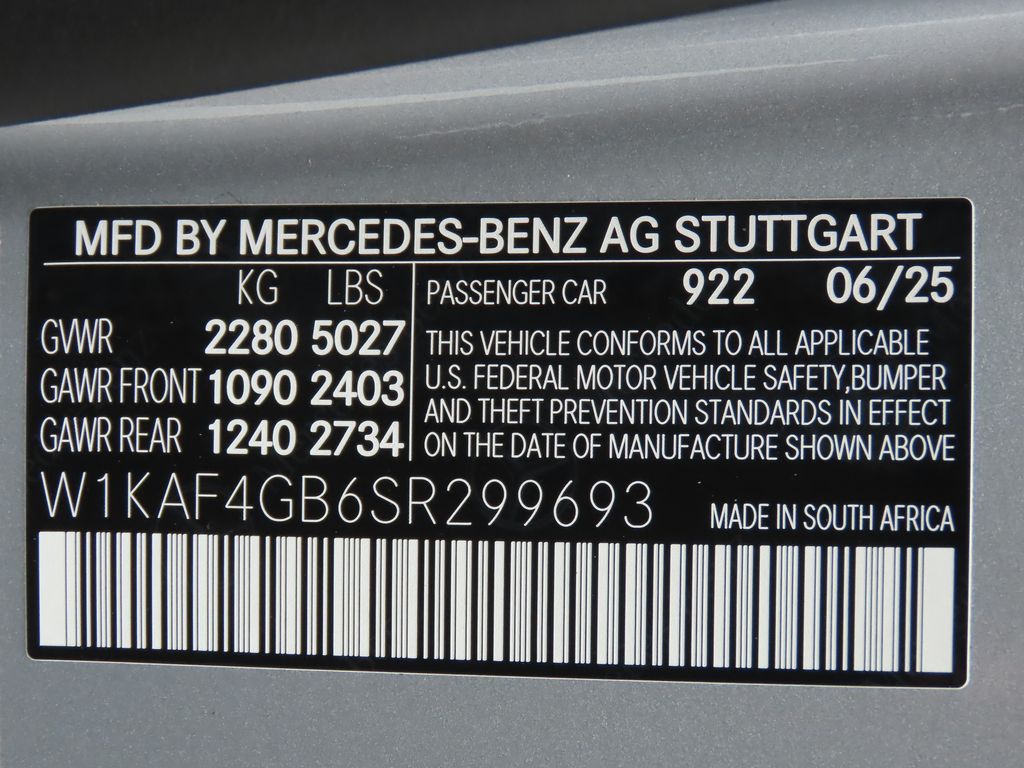 MFD BY MERCEDES-BENZ AG STUTTGART
KG LBS
GVWR 2280 5027
GAWR FRONT 1090 2403
GAWR REAR 1240 2734
PASSENGER CAR 922 06/25
THIS VEHICLE CONFORMS TO ALL APPLICABLE
U.S. FEDERAL MOTOR VEHICLE SAFETY,BUMPER
AND THEFT PREVENTION STANDARDS IN EFFECT
ON THE DATE OF MANUFACTURE SHOWN ABOVE
W1KAF4GB6SR299693
MADE IN SOUTH AFRICA